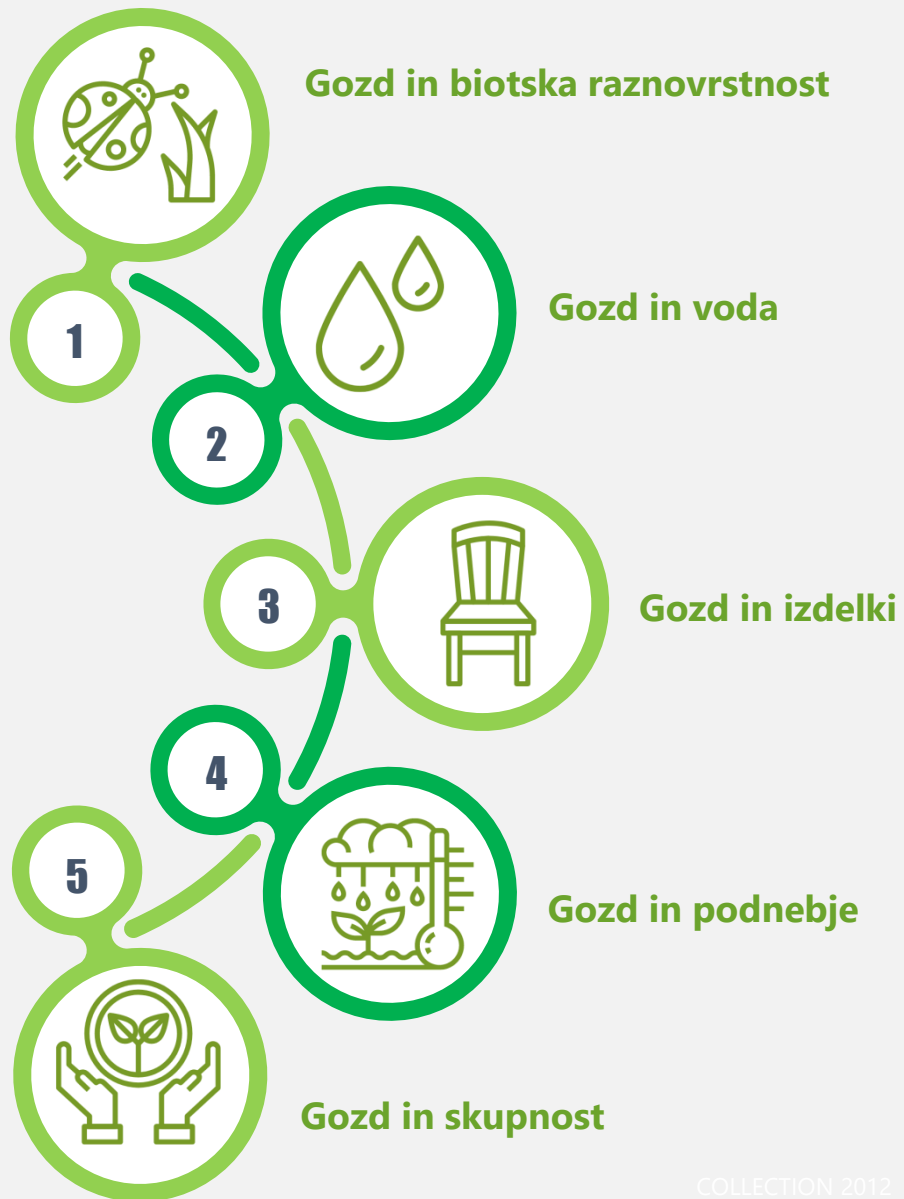 Gozd in biotska raznovrstnost
1
Gozd in voda
2
3
Gozd in izdelki
4
5
Gozd in podnebje
Gozd in skupnost
COLLECTION 2012